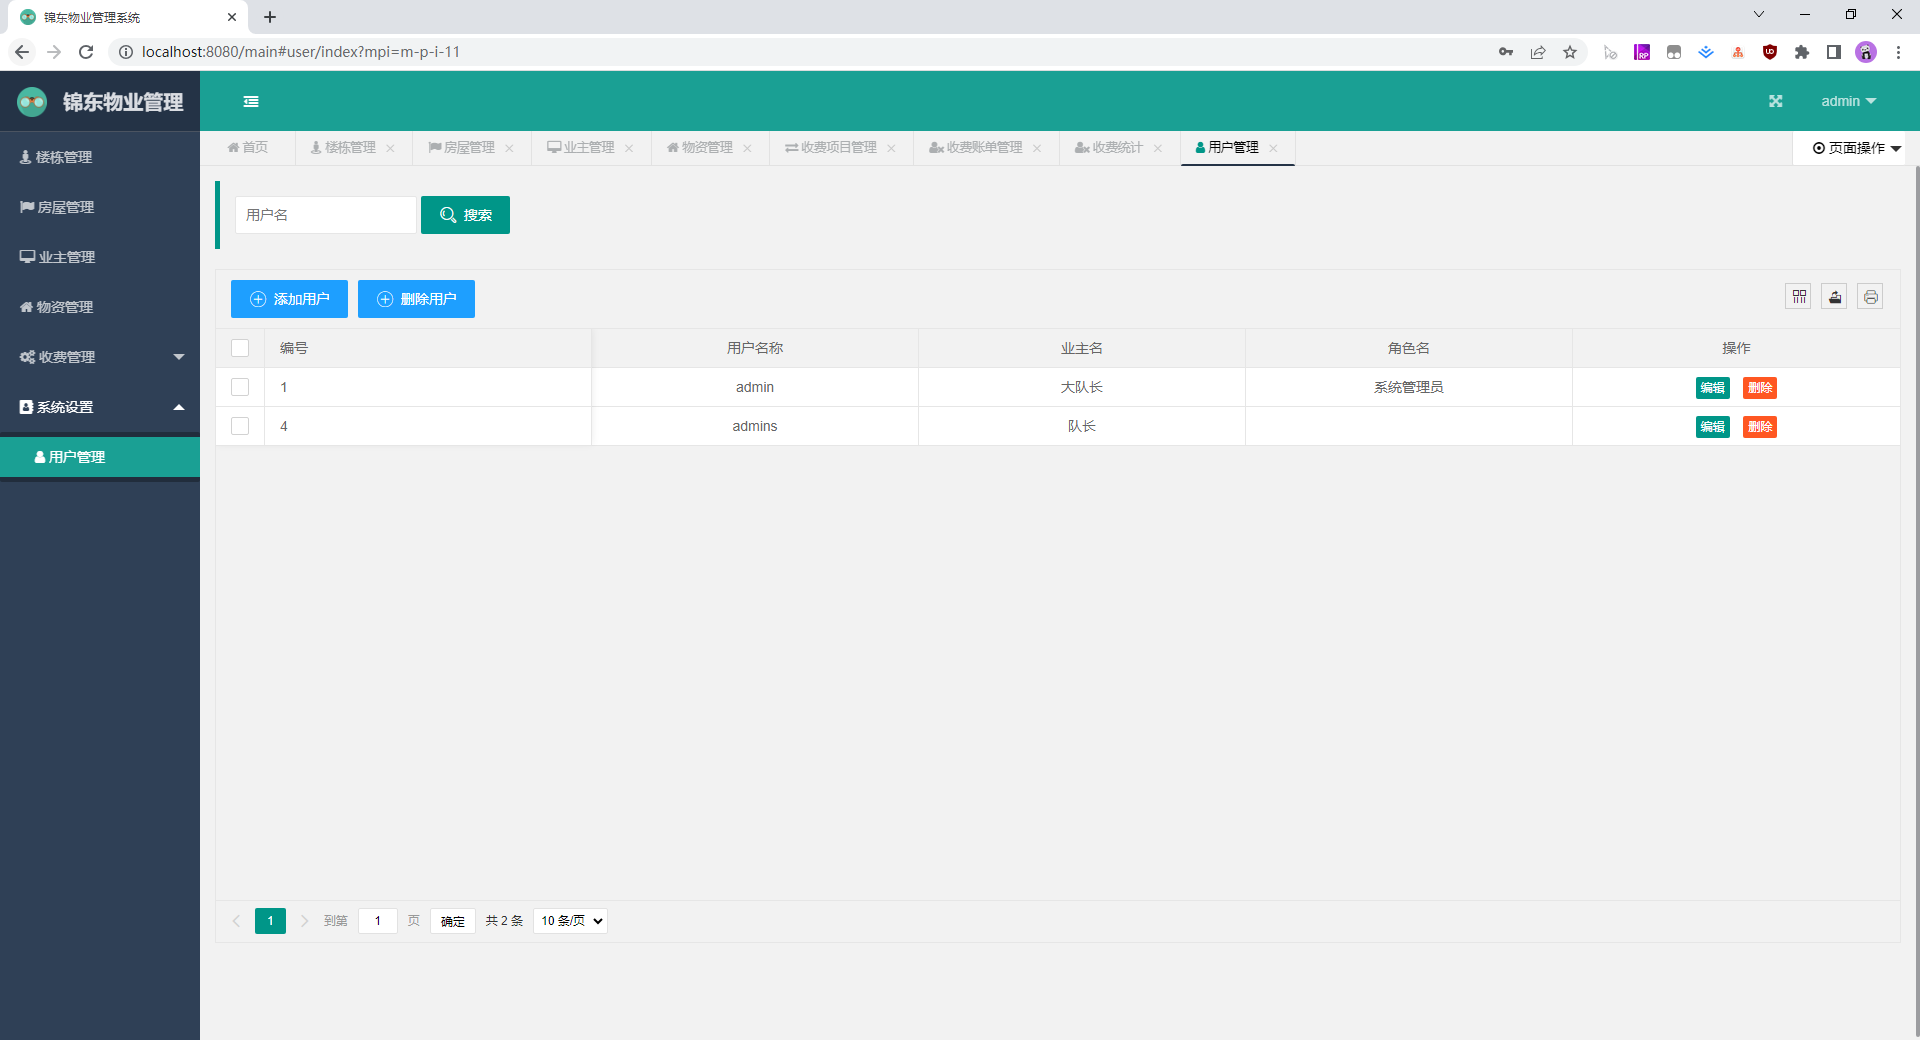 锦东物业管理系统
localhost:8080/main#user/index?mpi=m-p-i-11
锦东物业管理
admin
首页 楼栋管理 房屋管理 业主管理 物资管理 收费项目管理 收费账单管理 收费统计 用户管理 页面操作
楼栋管理
房屋管理
业主管理
物资管理
收费管理
系统设置
用户管理
用户名 搜索
添加用户 删除用户
编号 用户名称 业主名 角色名 操作
1 admin 大队长 系统管理员 编辑 删除
4 admins 队长 编辑 删除
1 到第 1 页 确定 共 2 条 10 条/页